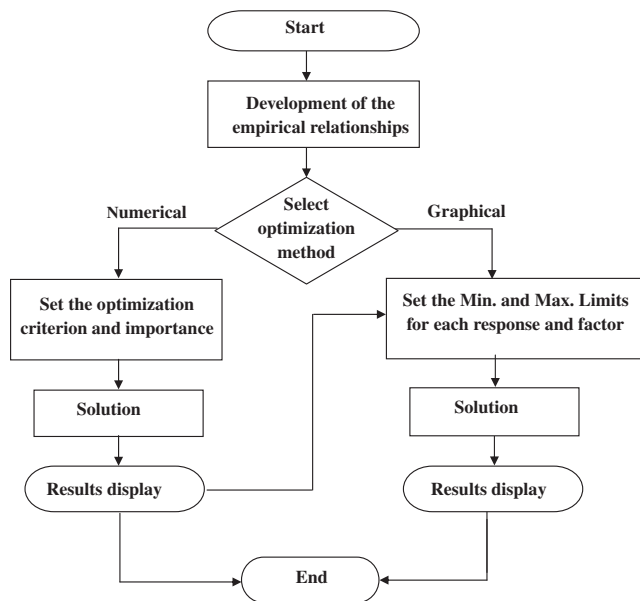 Start
Development of the
empirical relationships
Select
optimization
method
Numerical
Graphical
Set the optimization
criterion and importance
Set the Min. and Max. Limits
for each response and factor
Solution
Solution
Results display
Results display
End